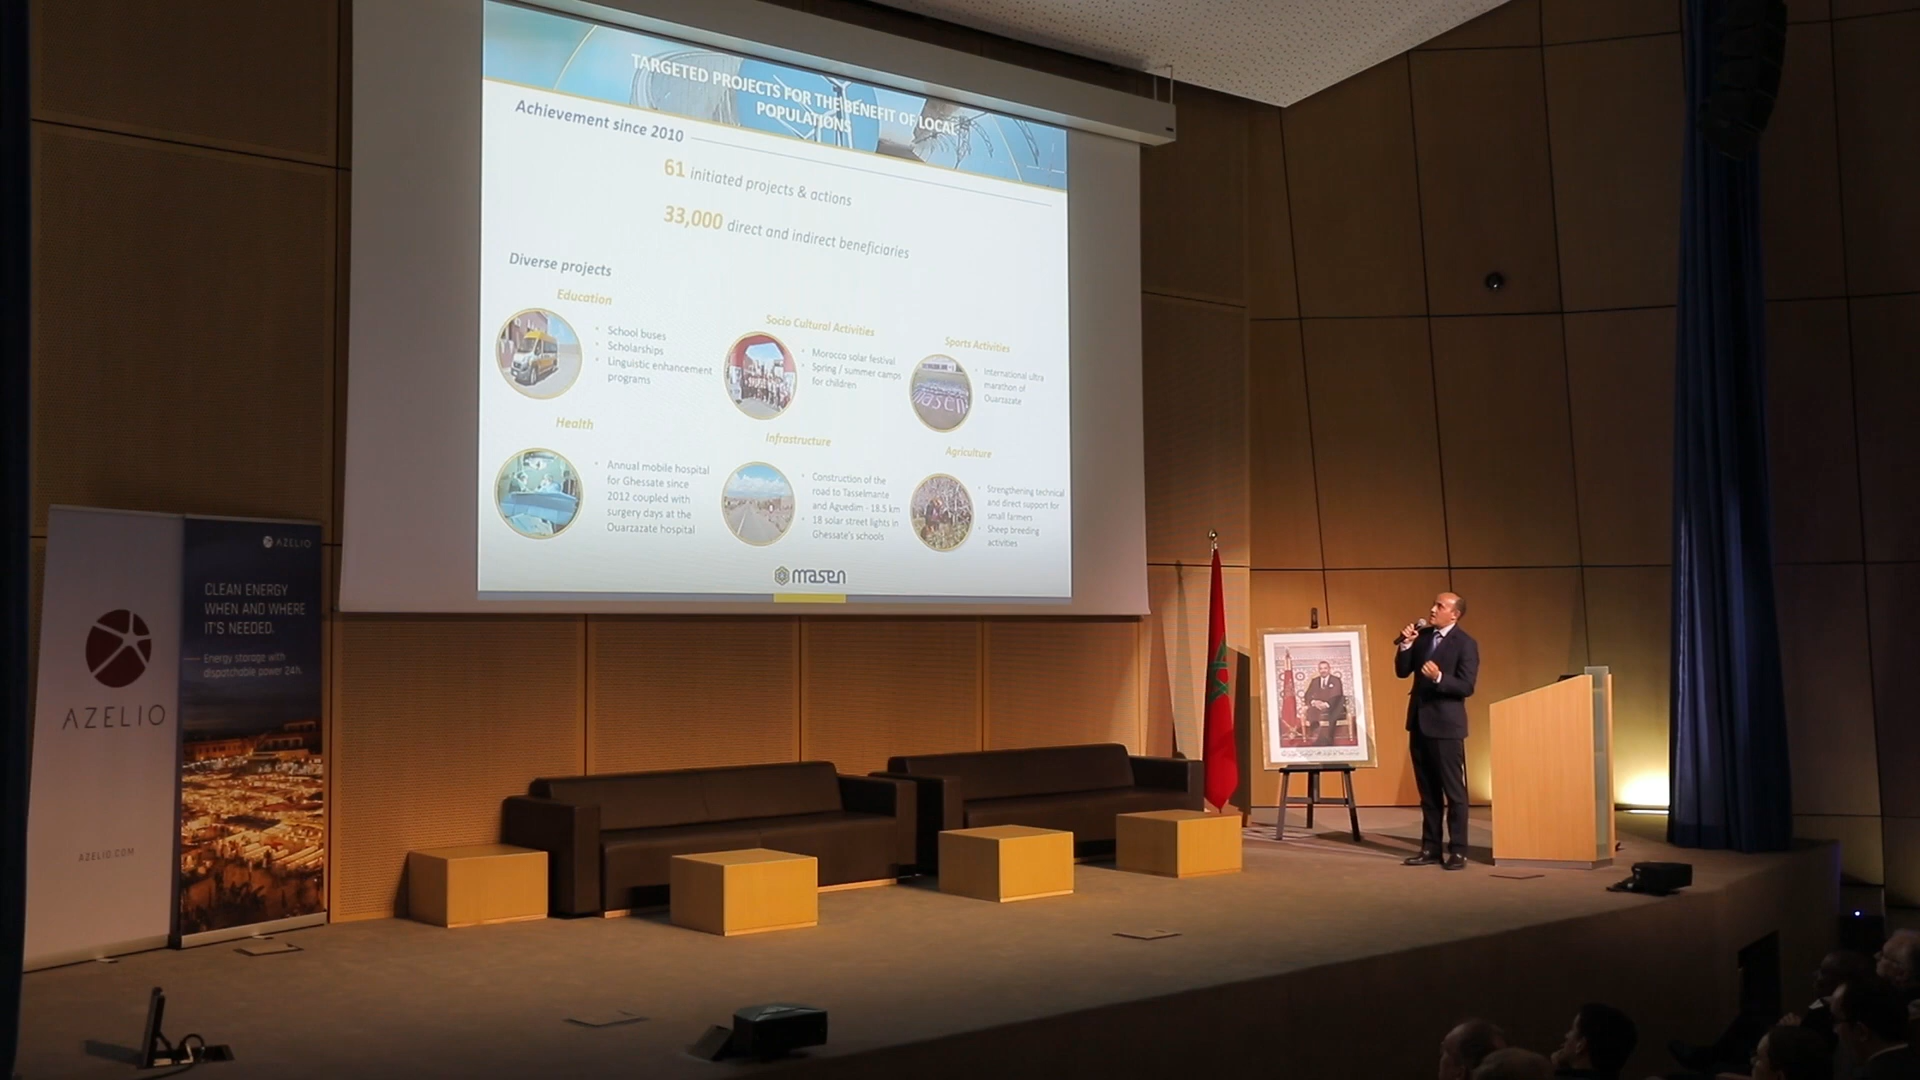 TARGETED PROJECTS FOR THE BENEFIT OF LOCAL
POPULATIONS
Achievement since 2010
61 initiated projects & actions
33,000 direct and indirect beneficiaries
Diverse projects
Education
• School buses
• Scholarships
• Linguistic enhancement
programs
Socio Cultural Activities
• Morocco solar festival
• Spring / summer camps
for children
Sports Activities
• International ultra
marathon of
Ouarzazate
masen
Health
• Annual mobile hospital
for Ghessate since
2012 coupled with
surgery days at the
Ouarzazate hospital
Infrastructure
• Construction of the
road to Tasselmante
and Aguedim - 18.5 km
• 18 solar street lights in
Ghessate's schools
Agriculture
• Strengthening technical
and direct support for
small farmers
• Sheep breeding
activities
masen
AZELIO
AZELIO.COM
AZELIO
CLEAN ENERGY
WHEN AND WHERE
IT'S NEEDED.
Energy storage with
dispatchable power 24h.